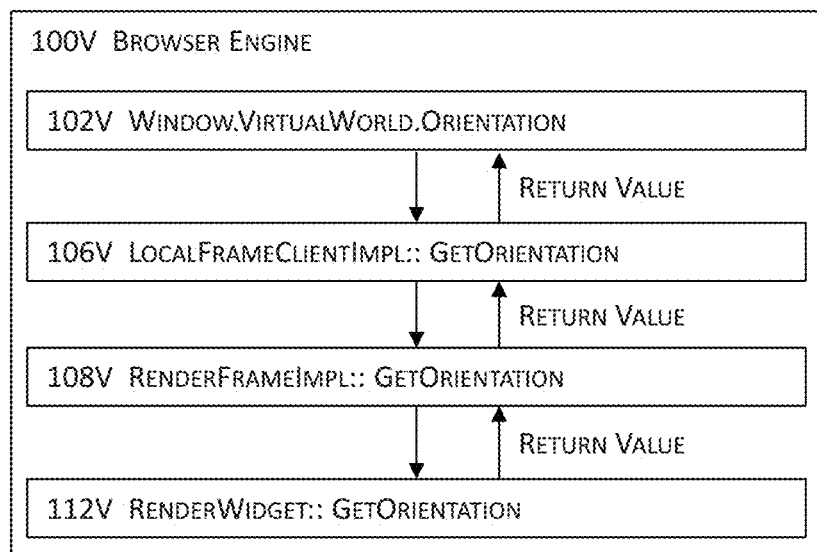 100V BROWSER ENGINE
102V WINDOW.VIRTUALWORLD.ORIENTATION
RETURN VALUE
106V LOCALFRAMECLIENTIMPL:: GETORIENTATION
RETURN VALUE
108V RENDERFRAMEIMPL:: GETORIENTATION
RETURN VALUE
112V RENDERWIDGET:: GETORIENTATION